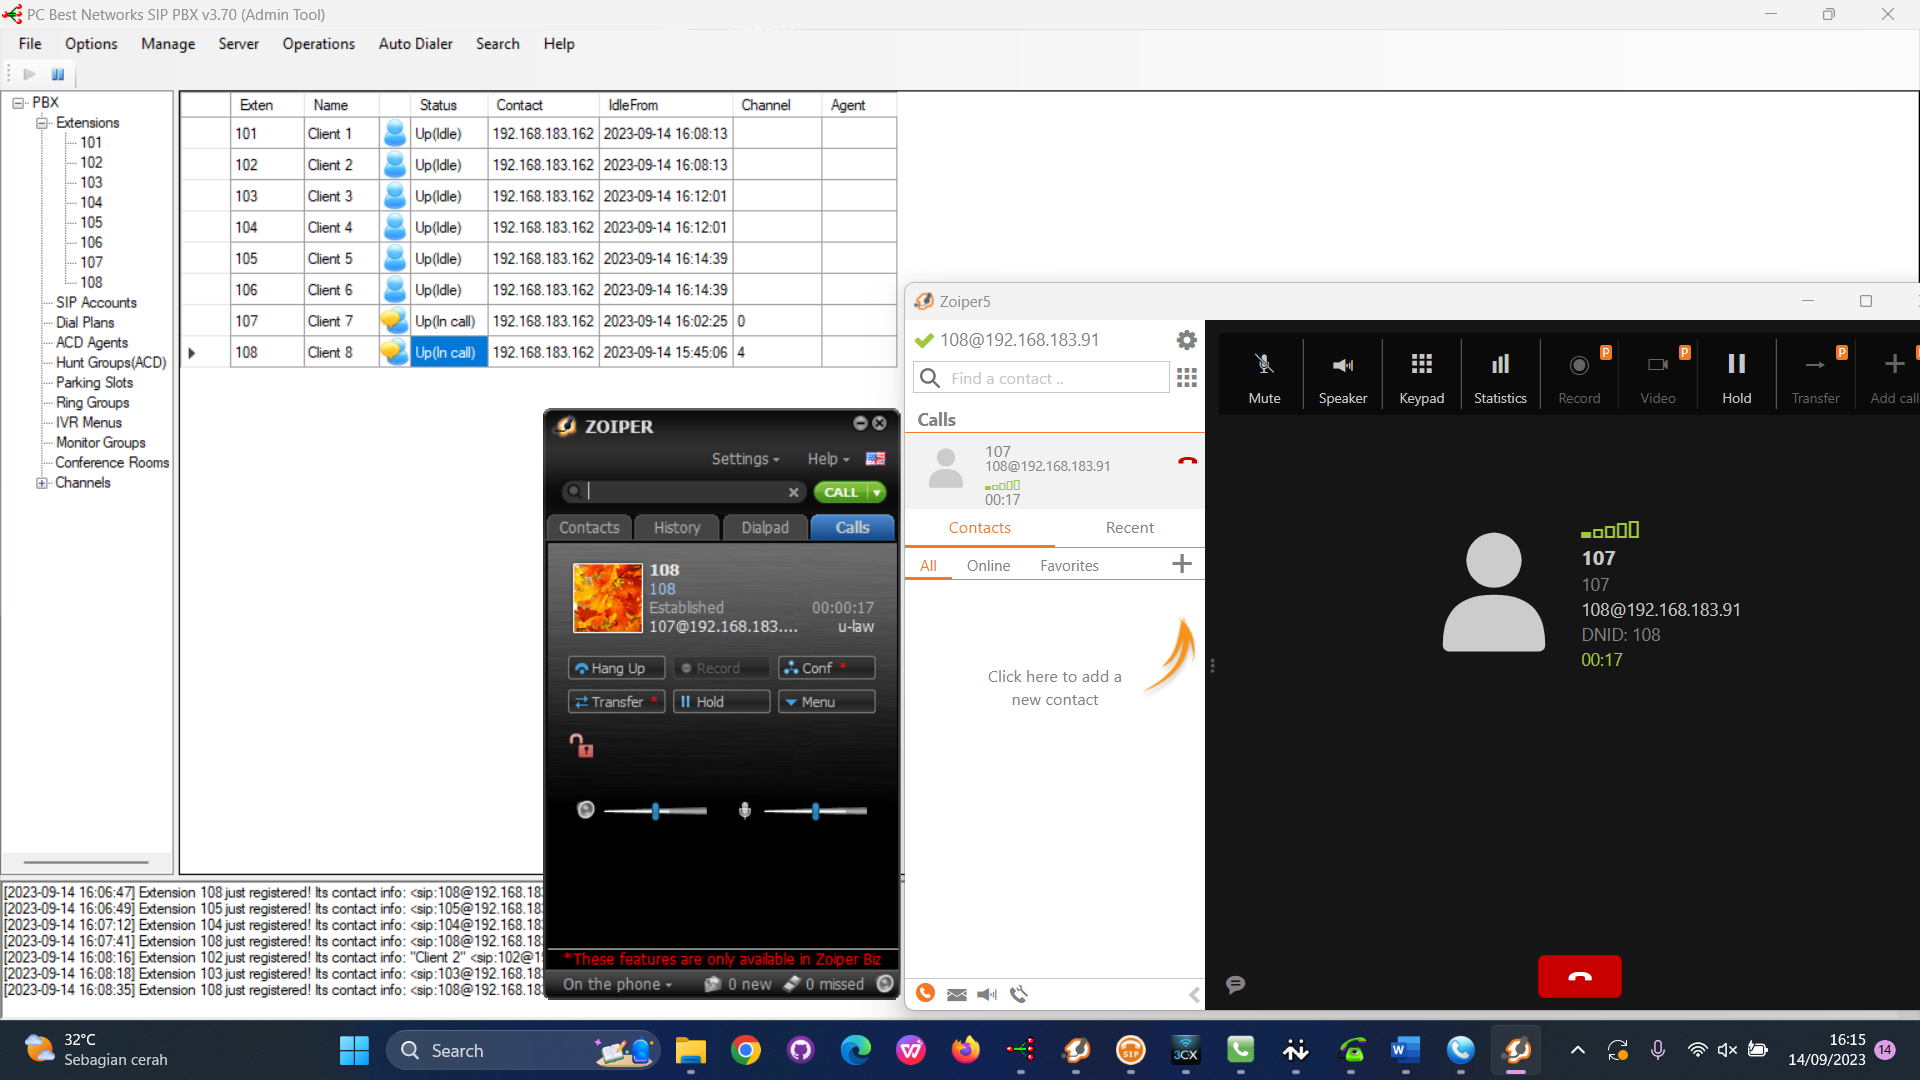 PC Best Networks SIP PBX v3.70 (Admin Tool)
File Options Manage Server Operations Auto Dialer Search Help
PBX
Extensions
101
102
103
104
105
106
107
108
SIP Accounts
Dial Plans
ACD Agents
Hunt Groups(ACD)
Parking Slots
Ring Groups
IVR Menus
Monitor Groups
Conference Rooms
Channels
Exten Name Status Contact IdleFrom Channel Agent
101 Client 1 Up(Idle) 192.168.183.162 2023-09-14 16:08:13
102 Client 2 Up(Idle) 192.168.183.162 2023-09-14 16:08:13
103 Client 3 Up(Idle) 192.168.183.162 2023-09-14 16:12:01
104 Client 4 Up(Idle) 192.168.183.162 2023-09-14 16:12:01
105 Client 5 Up(Idle) 192.168.183.162 2023-09-14 16:14:39
106 Client 6 Up(Idle) 192.168.183.162 2023-09-14 16:14:39
107 Client 7 Up(In call) 192.168.183.162 2023-09-14 16:02:25 0
108 Client 8 Up(In call) 192.168.183.162 2023-09-14 15:45:06 4
[2023-09-14 16:06:47] Extension 108 just registered! Its contact info: <sip:108@192.168.183
[2023-09-14 16:06:49] Extension 105 just registered! Its contact info: <sip:105@192.168.18
[2023-09-14 16:07:12] Extension 104 just registered! Its contact info: <sip:104@192.168.18
[2023-09-14 16:07:41] Extension 108 just registered! Its contact info: <sip:108@192.168.183
[2023-09-14 16:08:16] Extension 102 just registered! Its contact info: "Client 2" <sip:102@1
[2023-09-14 16:08:18] Extension 103 just registered! Its contact info: <sip:103@192.168.18
[2023-09-14 16:08:35] Extension 108 just registered! Its contact info: <sip:108@192.168.183
ZOIPER
Settings Help
CALL
Contacts History Dialpad Calls
108
108
Established 00:00:17
107@192.168.183.... u-law
Hang Up Record Conf *
Transfer * Hold Menu
*These features are only available in Zoiper Biz
On the phone 0 new 0 missed
Zoiper5
108@192.168.183.91
Find a contact ..
Calls
107
108@192.168.183.91
00:17
Contacts Recent
All Online Favorites
Click here to add a
new contact
P P P
Mute Speaker Keypad Statistics Record Video Hold Transfer Add call
107
107
108@192.168.183.91
DNID: 108
00:17
32°C
Sebagian cerah
Search
SIP
3CX
16:15
14/09/2023
14